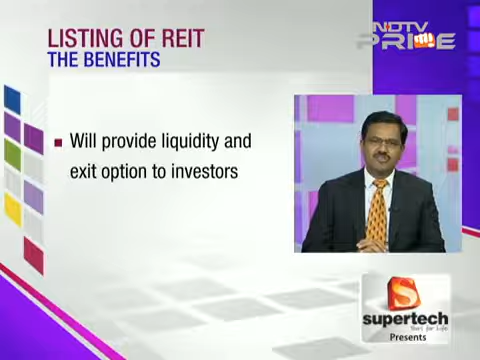 LISTING OF REIT
THE BENEFITS
NDTV
PRIME
Will provide liquidity and
exit option to investors
S
supertech
Presents